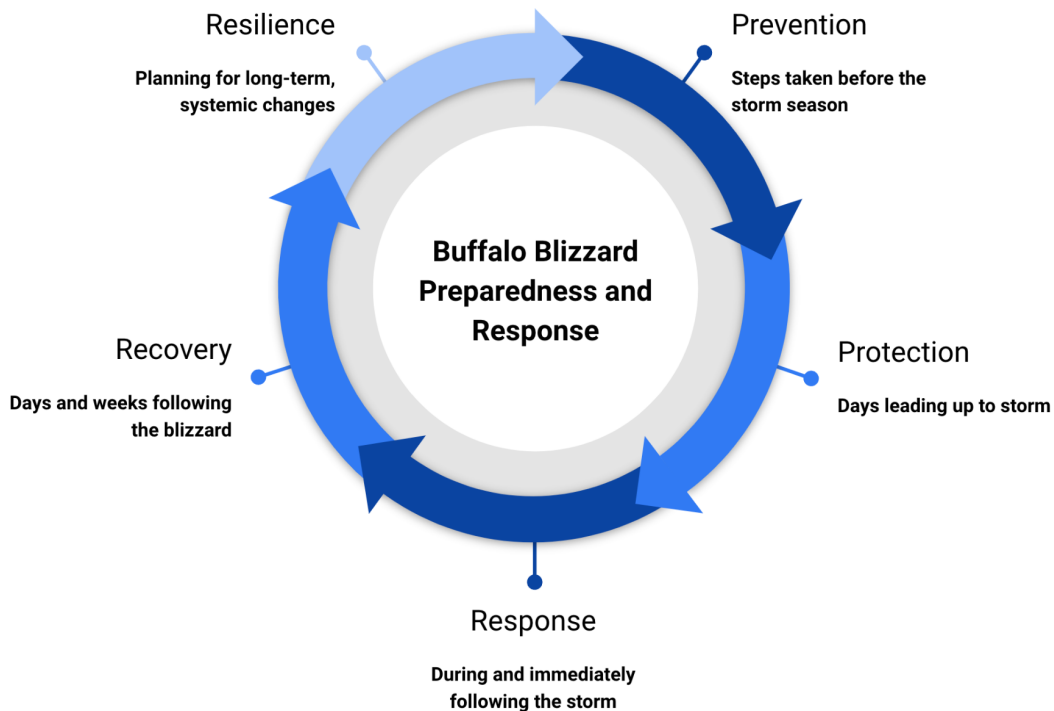 Resilience
Planning for long-term,
systemic changes
Prevention
Steps taken before the
storm season
Buffalo Blizzard
Preparedness and
Response
Protection
Days leading up to storm
Response
During and immediately
following the storm
Recovery
Days and weeks following
the blizzard